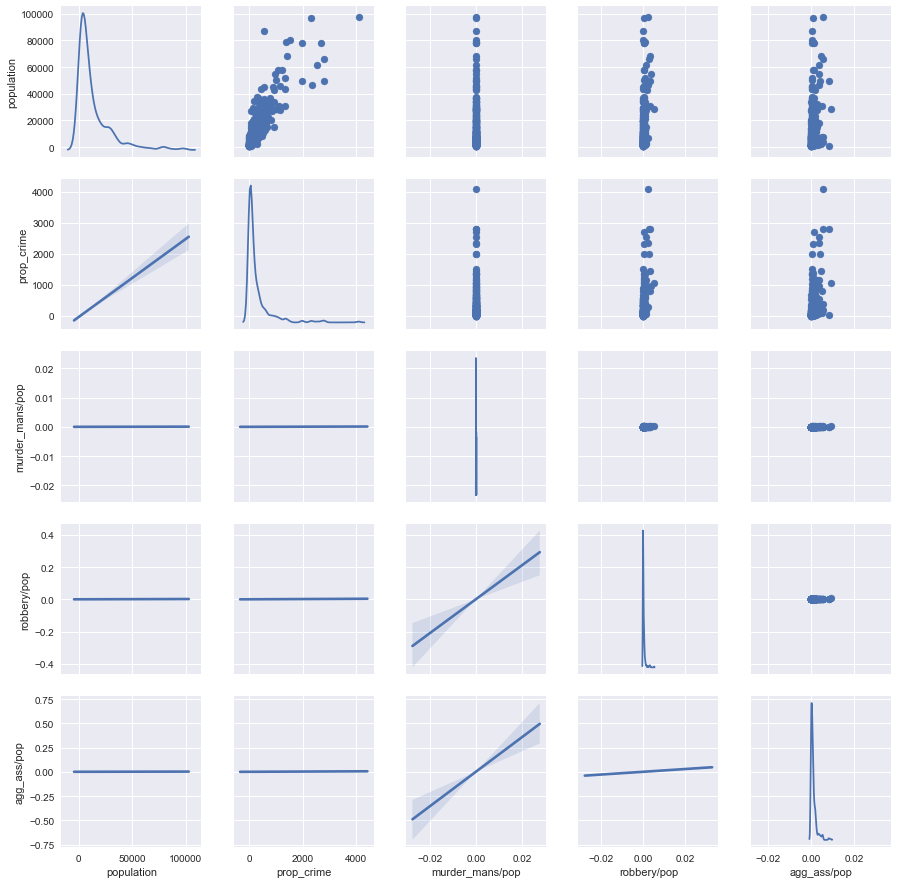 100000
80000
60000
40000
20000
0
population
4000
3000
2000
1000
0
prop_crime
0.02
0.01
0.00
−0.01
−0.02
murder_mans/pop
0.4
0.2
0.0
−0.2
−0.4
robbery/pop
0.75
0.50
0.25
0.00
−0.25
−0.50
−0.75
agg_ass/pop
0 50000 100000
0 2000 4000
−0.02 0.00 0.02
−0.02 0.00 0.02
−0.02 0.00 0.02
population
prop_crime
murder_mans/pop
robbery/pop
agg_ass/pop